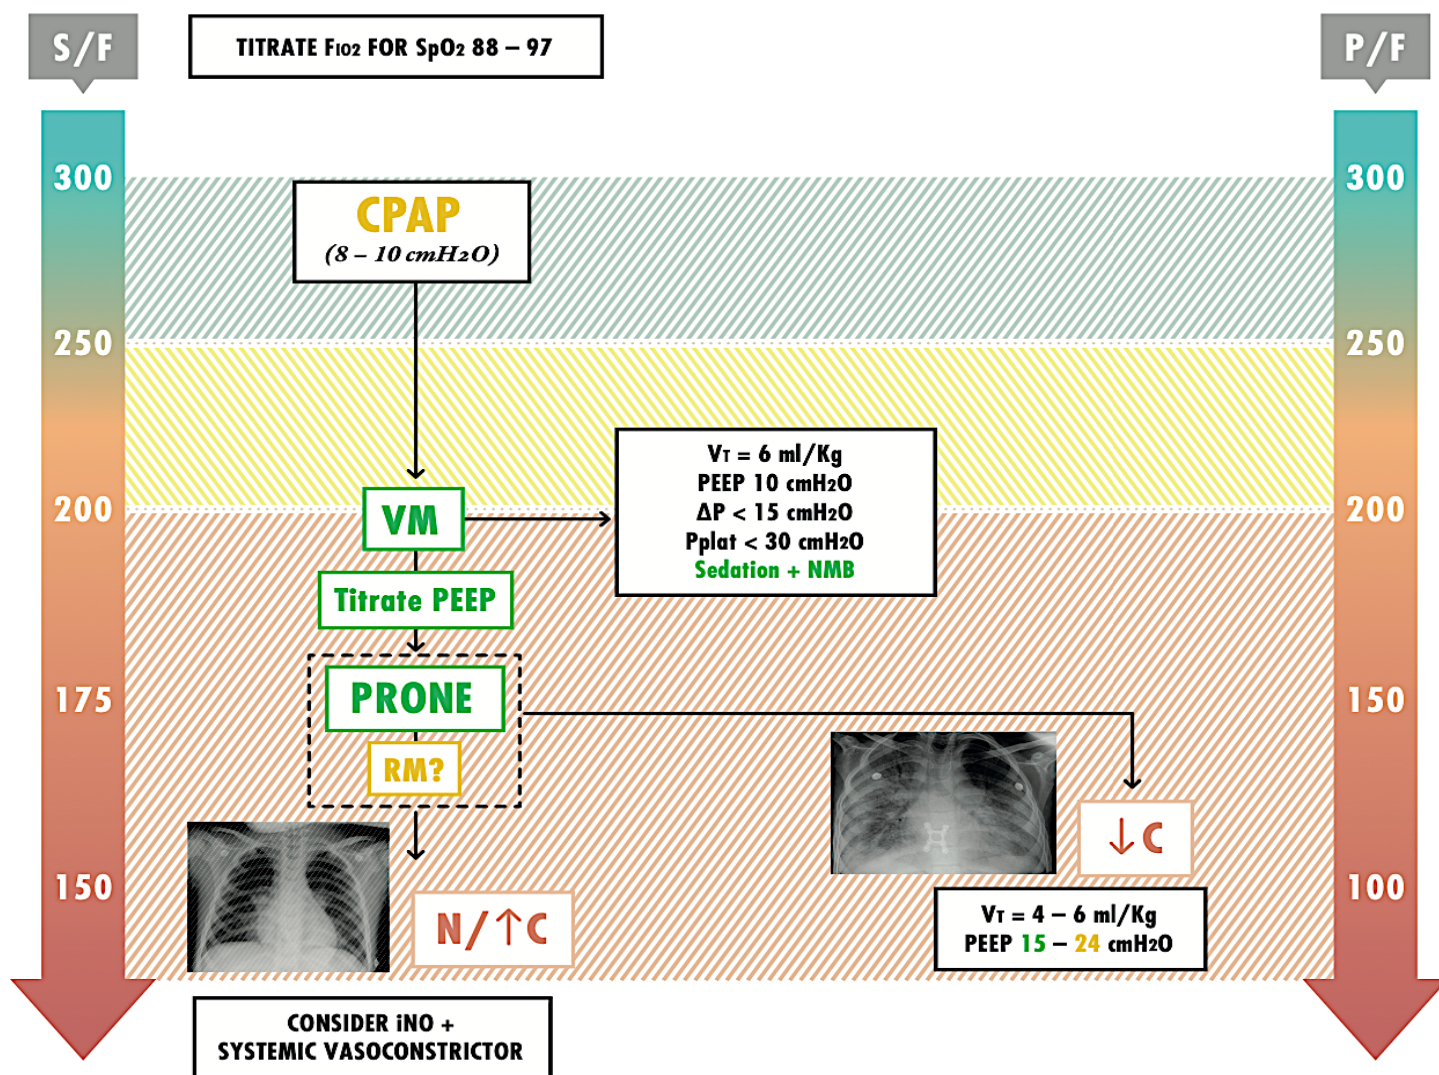 S/F
TITRATE FIO2 FOR SpO2 88 – 97
P/F
300
300
CPAP
(8 – 10 cmH2O)
250
250
VT = 6 ml/Kg
PEEP 10 cmH2O
ΔP < 15 cmH2O
Pplat < 30 cmH2O
Sedation + NMB
200
VM
200
Titrate PEEP
175
PRONE
150
RM?
↓C
150
N/↑C
100
VT = 4 – 6 ml/Kg
PEEP 15 – 24 cmH2O
CONSIDER iNO +
SYSTEMIC VASOCONSTRICTOR